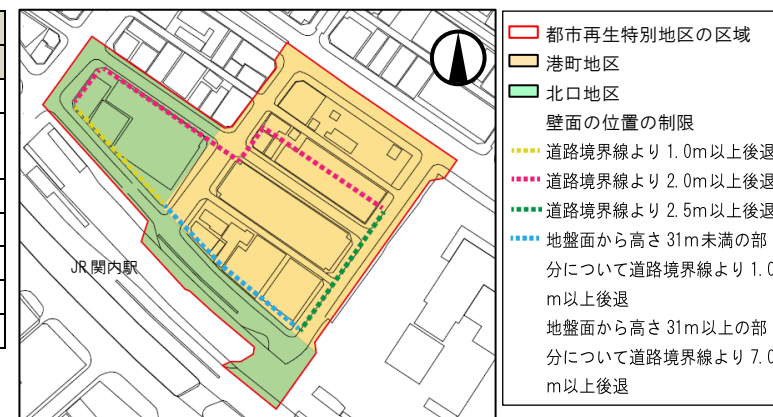 JR 関内駅
都市再生特別地区の区域
港町地区
北口地区
壁面の位置の制限
道路境界線より 1.0m以上後退
道路境界線より 2.0m以上後退
道路境界線より 2.5m以上後退
地盤面から高さ 31m未満の部
分について道路境界線より 1.0
m以上後退
地盤面から高さ 31m以上の部
分について道路境界線より 7.0
m以上後退